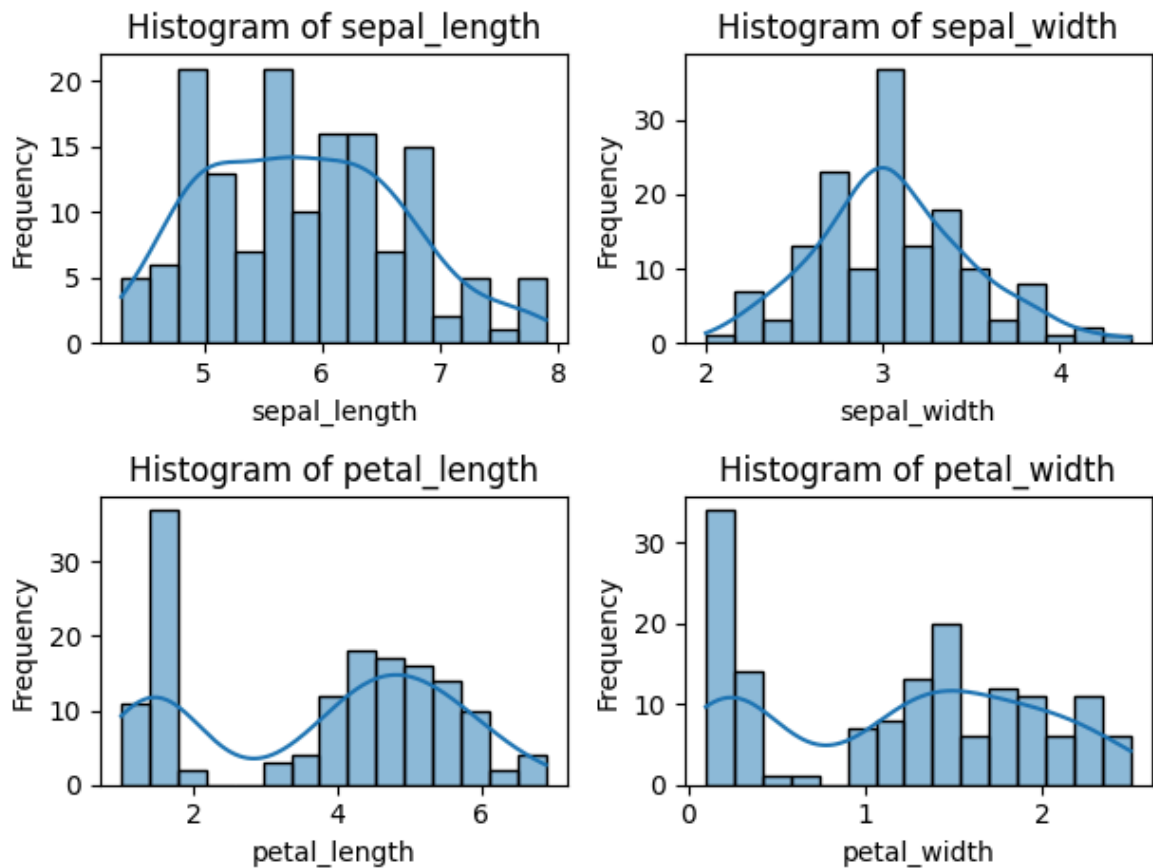 Histogram of sepal_length
Frequency
20
15
10
5
0
5 6 7 8
sepal_length
Histogram of sepal_width
Frequency
30
20
10
0
2 3 4
sepal_width
Histogram of petal_length
Frequency
30
20
10
0
2 4 6
petal_length
Histogram of petal_width
Frequency
30
20
10
0
0 1 2
petal_width